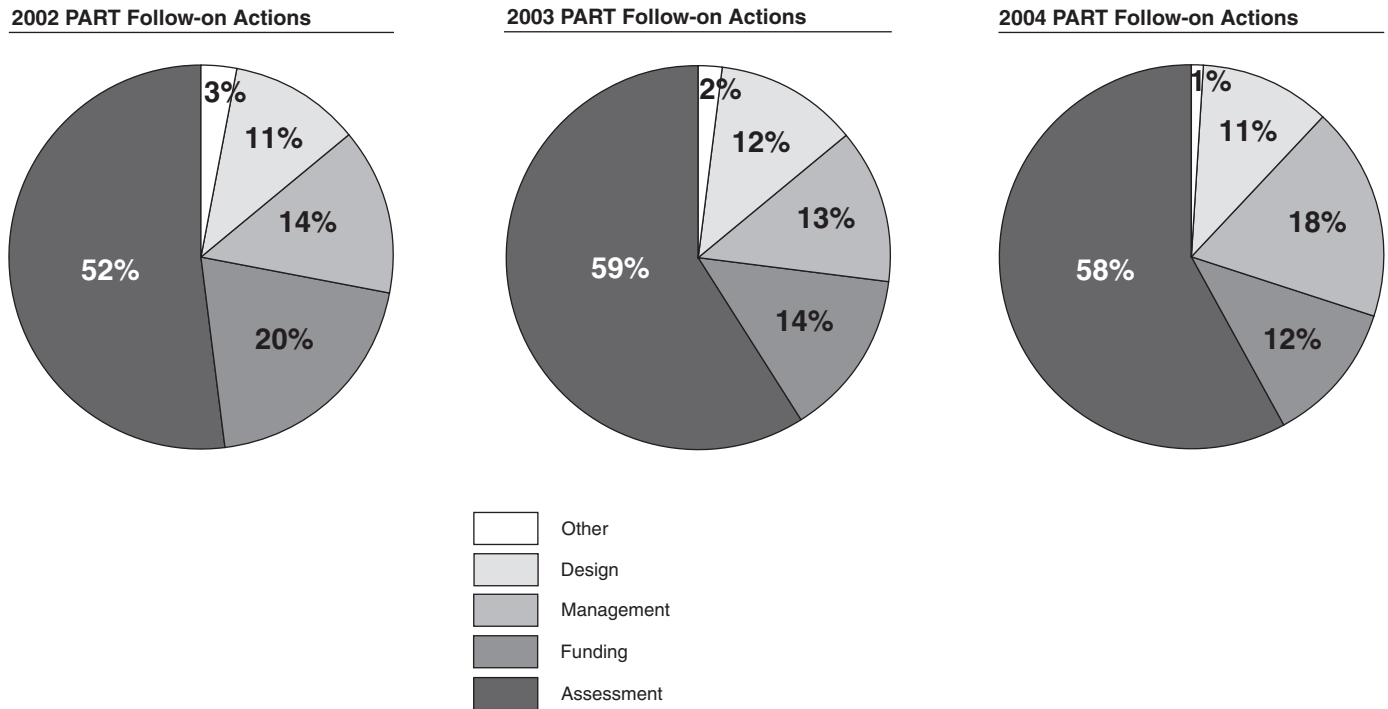 2002 PART Follow-on Actions
3%
11%
14%
20%
52%
2003 PART Follow-on Actions
2%
12%
13%
14%
59%
2004 PART Follow-on Actions
1%
11%
18%
12%
58%
Other
Design
Management
Funding
Assessment